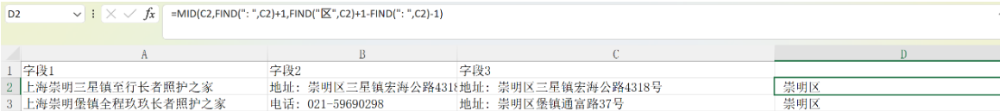 D2 fx =MID(C2,FIND(": ",C2)+1,FIND("区",C2)+1-FIND(": ",C2)-1)
A B C D
1 字段1 字段2 字段3
2 上海崇明三星镇至行长者照护之家 地址: 崇明区三星镇宏海公路4318 地址: 崇明区三星镇宏海公路4318号 崇明区
3 上海崇明堡镇全程玖玖长者照护之家 电话: 021-59690298 地址: 崇明区堡镇通富路37号 崇明区